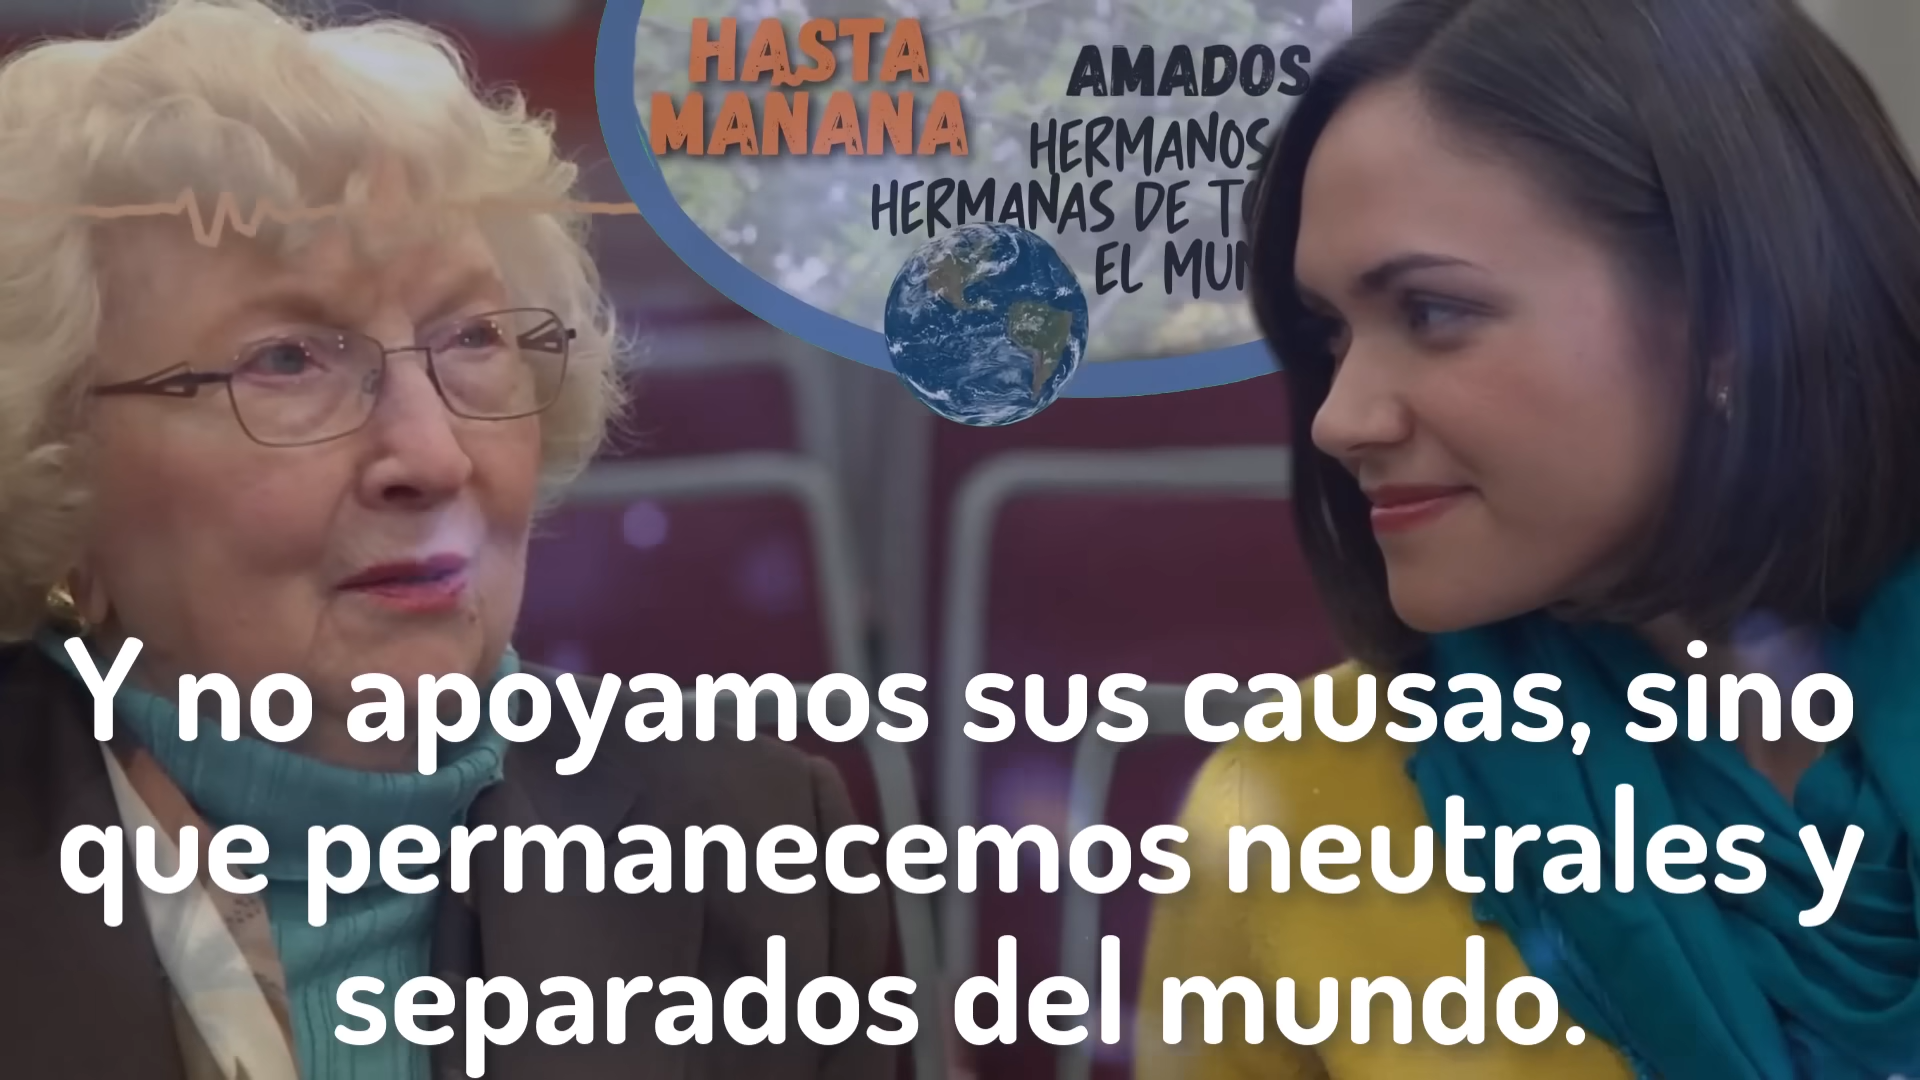 HASTA
MAÑANA
AMADOS
HERMANOS
HERMANAS DE
EL
Y no apoyamos sus causas, sino
que permanecemos neutrales y
separados del mundo.